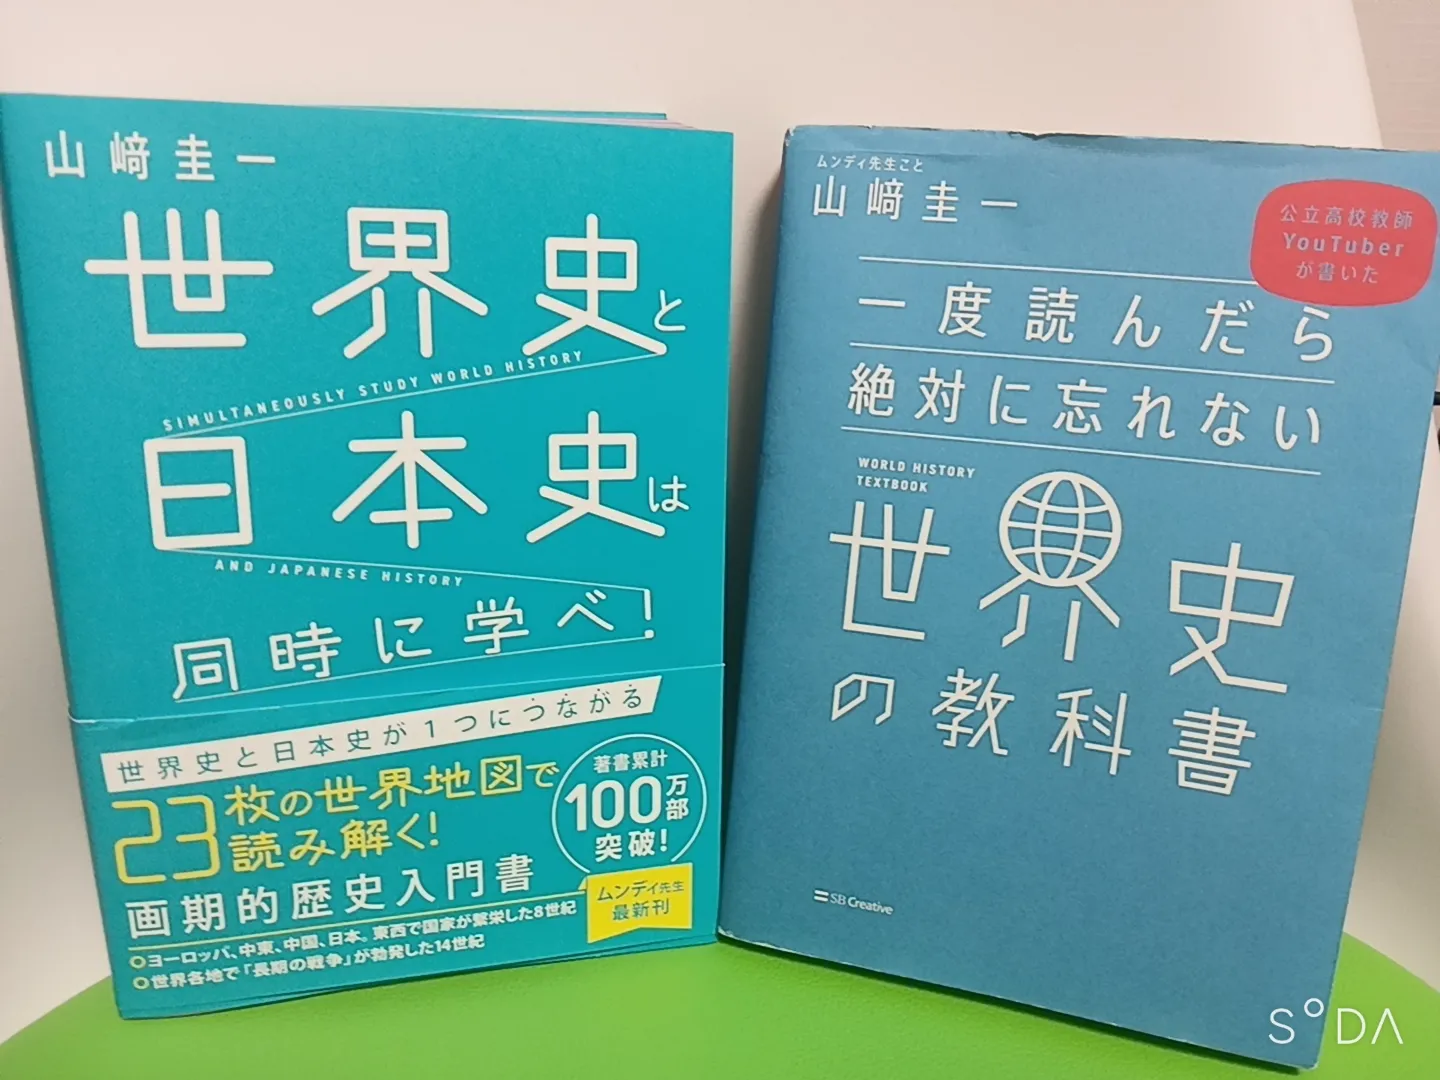 山﨑圭一
世界史と
SIMULTANEOUSLY STUDY WORLD HISTORY
日本史は
AND JAPANESE HISTORY
同時に学べ!
世界史と日本史が1つにつながる
23枚の世界地図で
読み解く!
画期的歴史入門書
著書累計
100万部
突破!
ムンディ先生
最新刊
ヨーロッパ、中東、中国、日本。東西で国家が繁栄した8世紀
世界各地で「長期の戦争」が勃発した14世紀
ムンディ先生こと
山﨑圭一
公立高校教師
YouTuber
が書いた
一度読んだら
絶対に忘れない
WORLD HISTORY
TEXTBOOK
世界史
の教科書
SB Creative
SODA